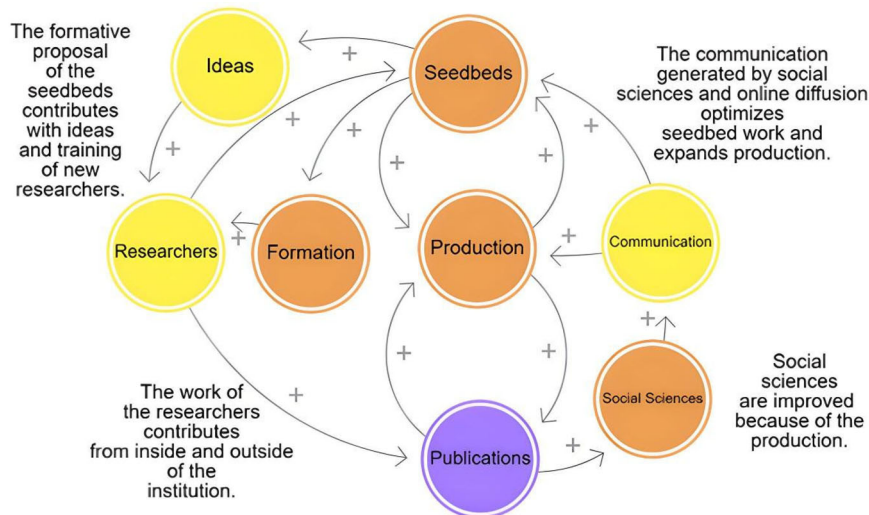 The formative
proposal
of the
seedbeds
contributes
with ideas
and training
of new
researchers.
Ideas
+
Seedbeds
The communication
generated by social
sciences and online diffusion
optimizes
seedbed work and
expands production.
+
+
+
+
+
+
+
Researchers
+
Formation
Production
+
Communication
+
+
+
Social Sciences
Social
sciences
are improved
because of the
production.
+
The work of
the researchers
contributes
from inside and outside
of the
institution.
Publications
+